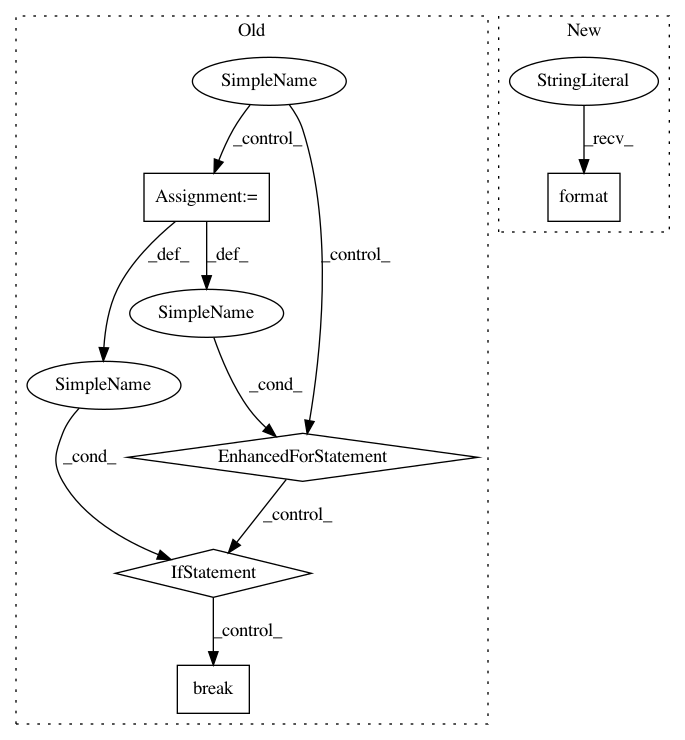 Old
New
SimpleName
StringLiteral
_control_
_recv_
Assignment:=
format
_def_
_def_
_control_
SimpleName
SimpleName
_cond_
_cond_
EnhancedForStatement
_control_
IfStatement
_control_
break